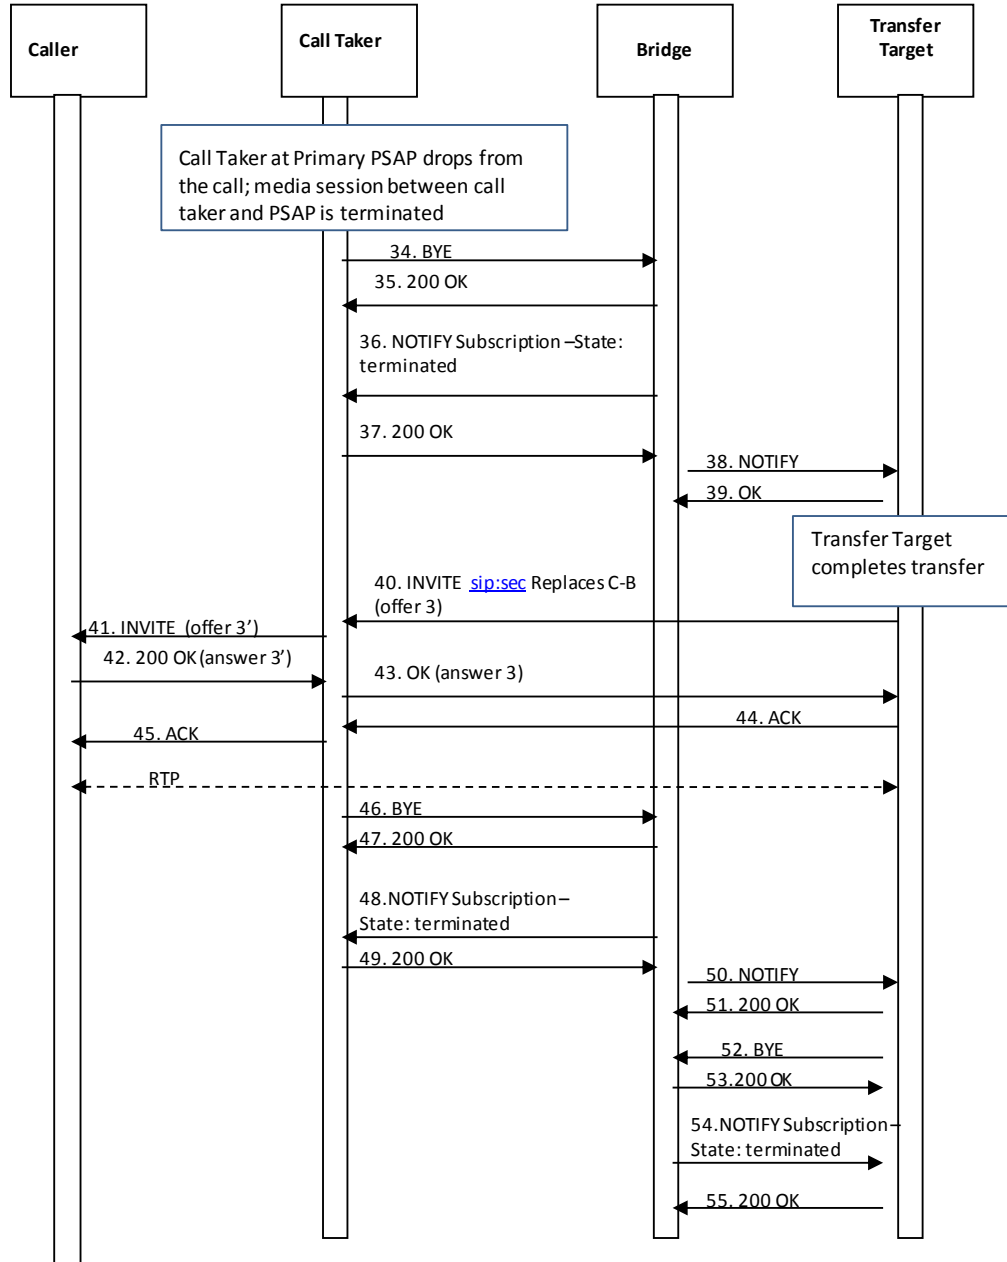 Caller
Call Taker
Bridge
Transfer
Target
Call Taker at Primary PSAP drops from
the call; media session between call
taker and PSAP is terminated
34. BYE
35. 200 OK
36. NOTIFY Subscription –State:
terminated
37. 200 OK
38. NOTIFY
39. OK
Transfer Target
completes transfer
40. INVITE sip:sec Replaces C-B
(offer 3)
41. INVITE (offer 3’)
42. 200 OK (answer 3’)
43. OK (answer 3)
44. ACK
45. ACK
RTP
46. BYE
47. 200 OK
48.NOTIFY Subscription –
State: terminated
49. 200 OK
50. NOTIFY
51. 200 OK
52. BYE
53.200 OK
54.NOTIFY Subscription –
State: terminated
55. 200 OK